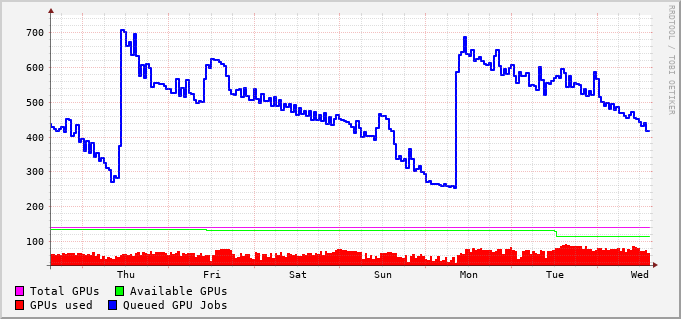 700
600
500
400
300
200
100
Thu Fri Sat Sun Mon Tue Wed
Total GPUs Available GPUs
GPUs used Queued GPU Jobs
RRDTOOL / TOBI OETIKER